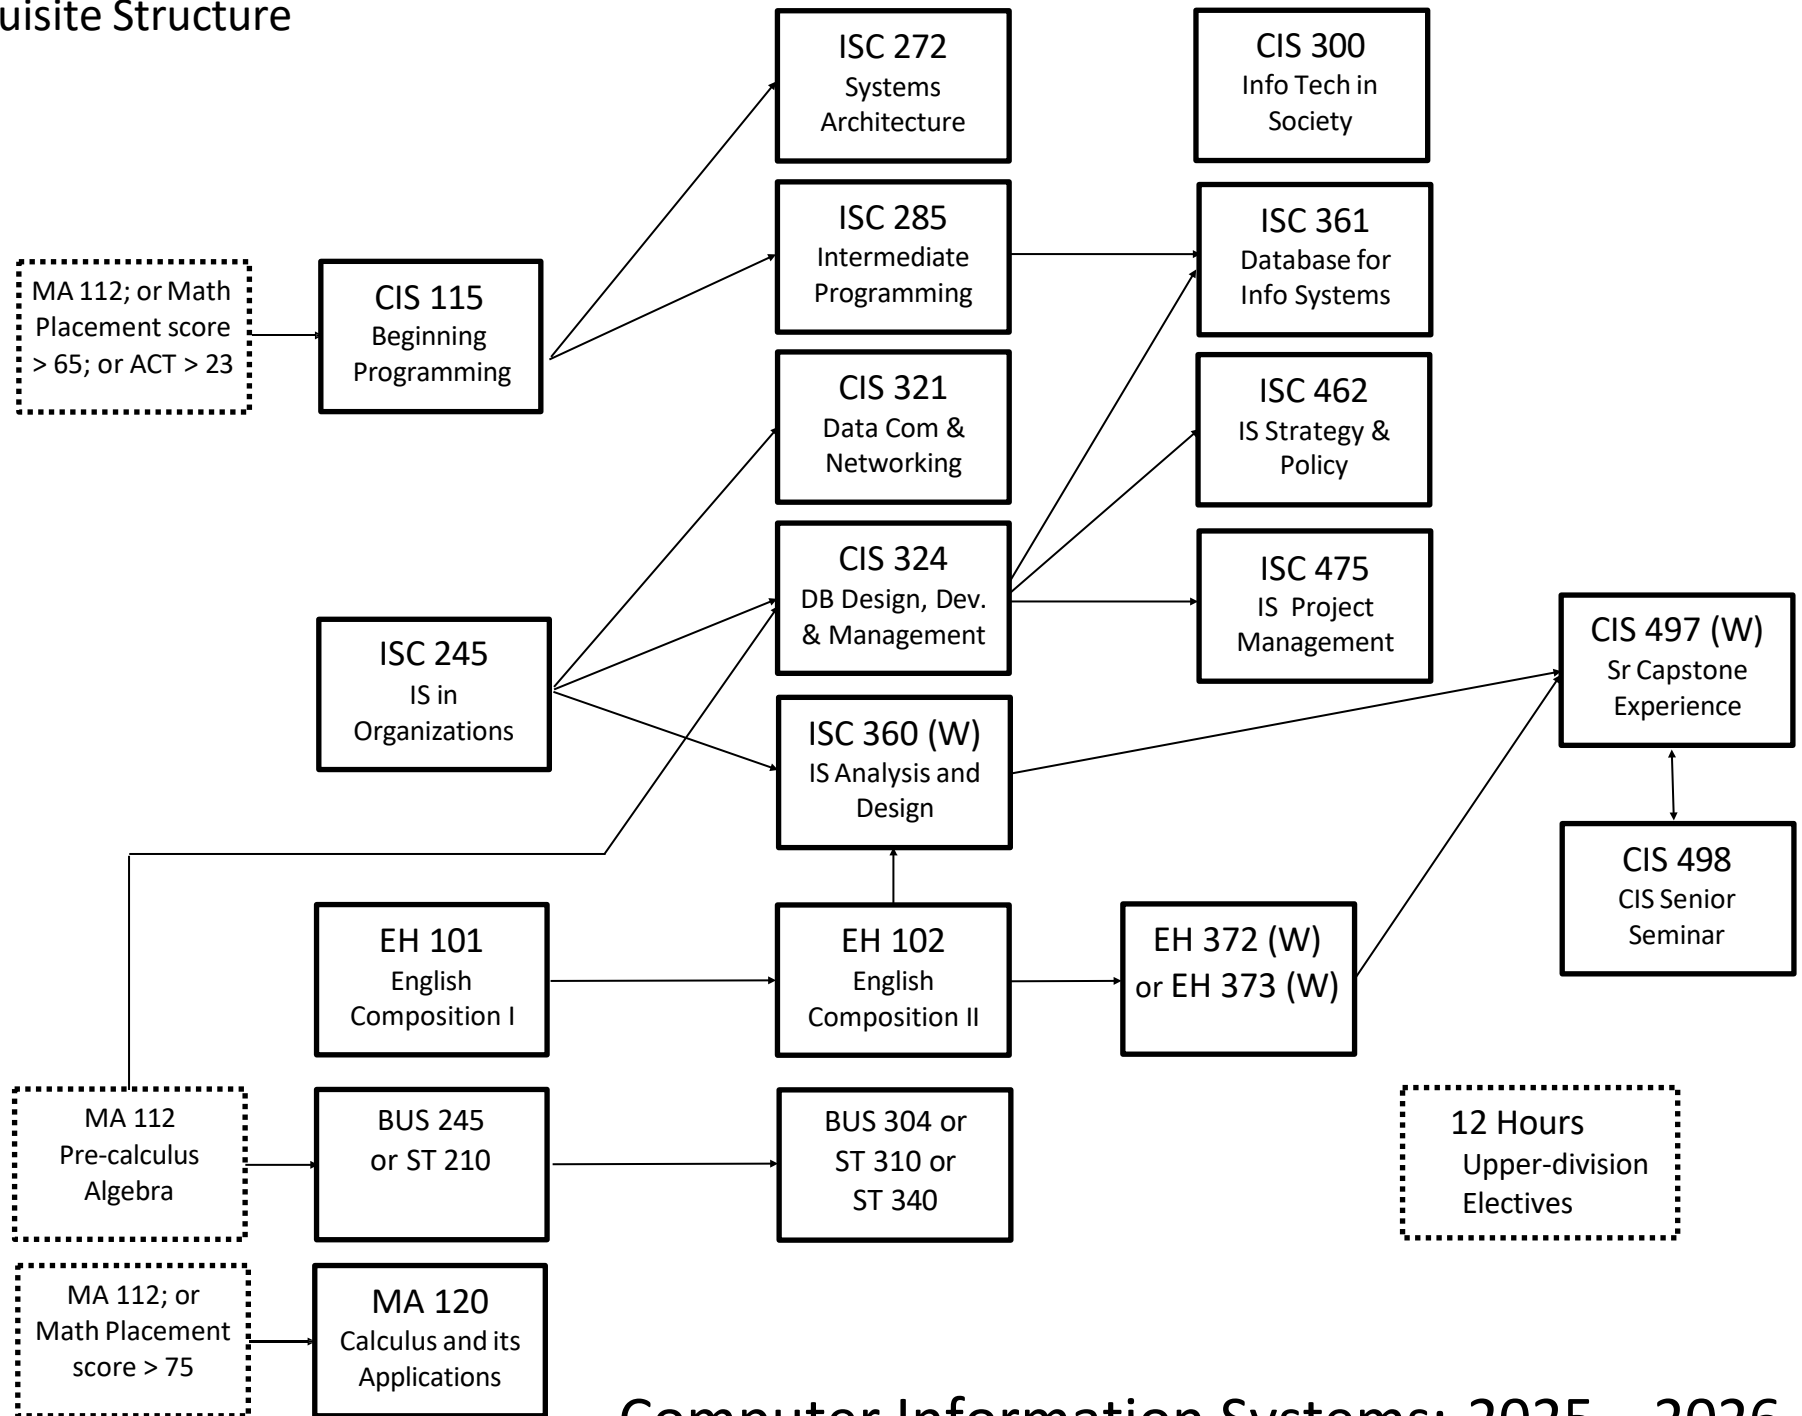 uisite Structure
ISC 272
Systems
Architecture
CIS 300
Info Tech in
Society
ISC 285
Intermediate
Programming
ISC 361
Database for
Info Systems
MA 112; or Math
Placement score
> 65; or ACT > 23
CIS 115
Beginning
Programming
CIS 321
Data Com &
Networking
ISC 462
IS Strategy &
Policy
CIS 324
DB Design, Dev.
& Management
ISC 475
IS Project
Management
ISC 245
IS in
Organizations
CIS 497 (W)
Sr Capstone
Experience
ISC 360 (W)
IS Analysis and
Design
CIS 498
CIS Senior
Seminar
EH 101
English
Composition I
EH 102
English
Composition II
EH 372 (W)
or EH 373 (W)
MA 112
Pre-calculus
Algebra
BUS 245
or ST 210
BUS 304 or
ST 310 or
ST 340
12 Hours
Upper-division
Electives
MA 112; or
Math Placement
score > 75
MA 120
Calculus and its
Applications
Computer Information Systems: 2025 – 2026